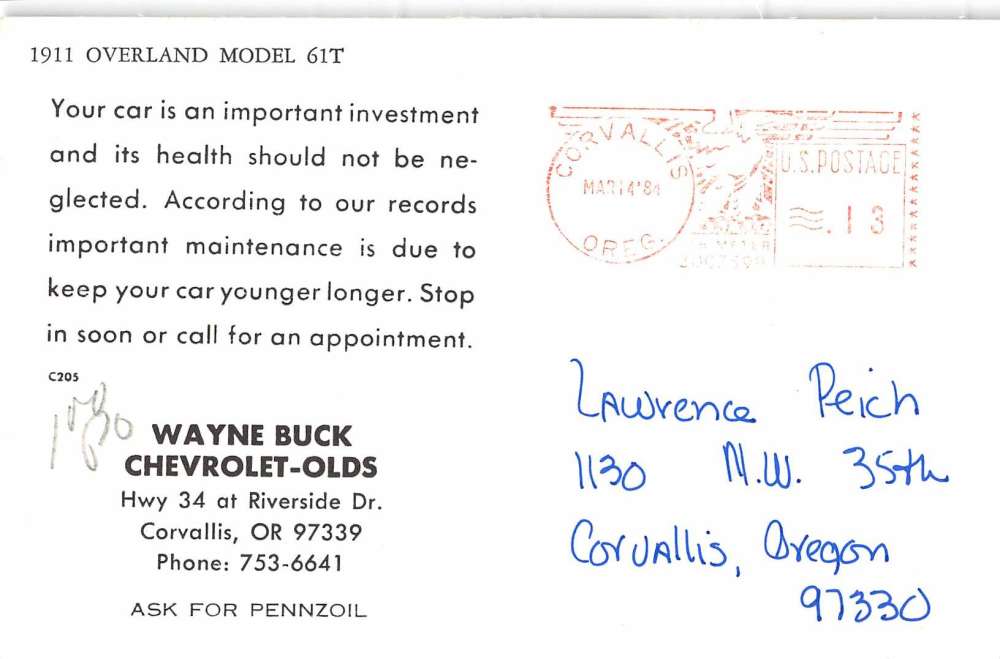 1911 OVERLAND MODEL 61T
Your car is an important investment
and its health should not be ne-
glected. According to our records
important maintenance is due to
keep your car younger longer. Stop
in soon or call for an appointment.
C205
WAYNE BUCK
CHEVROLET-OLDS
Hwy 34 at Riverside Dr.
Corvallis, OR 97339
Phone: 753-6641
ASK FOR PENNZOIL
CORVALLIS
MAR 14 '84
OREG.
U.S. POSTAGE
.13
METER
Lawrence Peich
1130 N.W. 35th
Corvallis, Oregon
97330